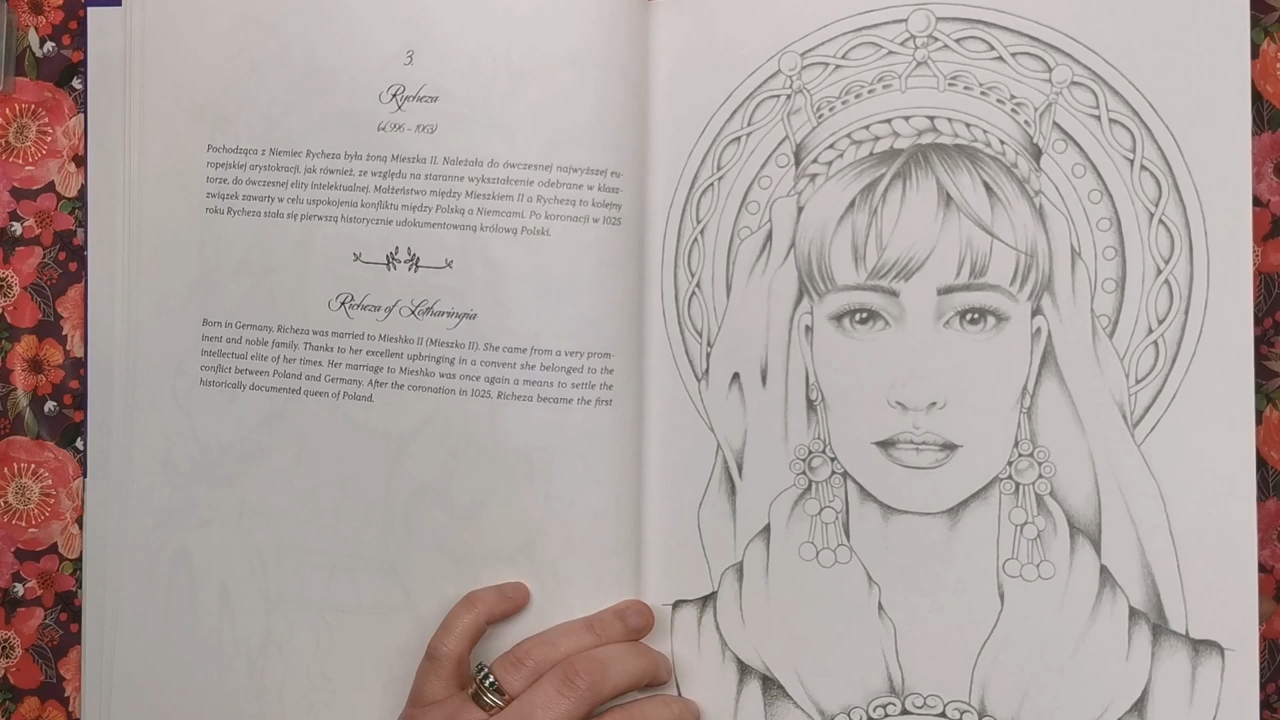 3.
Rycheza
(ok. 996 – 1063)
Pochodząca z Niemiec Rycheza była żoną Mieszka II. Należała do ówczesnej najwyższej eu-
ropejskiej arystokracji, jak również, ze względu na staranne wykształcenie odebrane w klasz-
torze, do ówczesnej elity intelektualnej. Małżeństwo między Mieszkiem II a Rychezą to kolejny
związek zawarty w celu uspokojenia konfliktu między Polską a Niemcami. Po koronacji w 1025
roku Rycheza stała się pierwszą historycznie udokumentowaną królową Polski.
Richeza of Lotharingia
Born in Germany, Richeza was married to Mieshko II (Mieszko II). She came from a very prom-
inent and noble family. Thanks to her excellent upbringing in a convent she belonged to the
intellectual elite of her times. Her marriage to Mieshko was once again a means to settle the
conflict between Poland and Germany. After the coronation in 1025, Richeza became the first
historically documented queen of Poland.